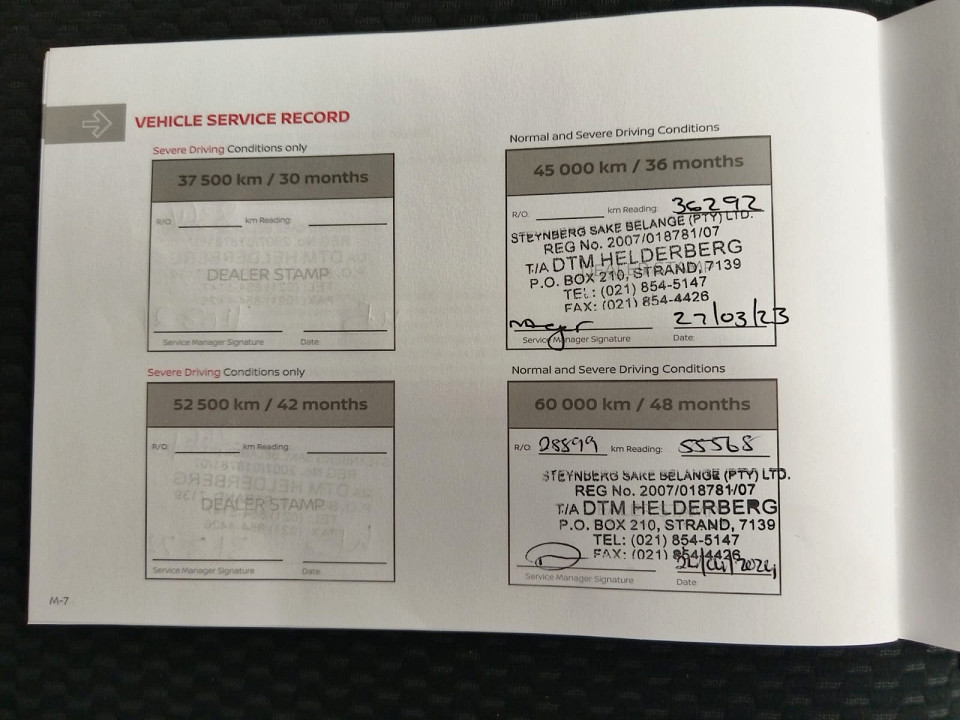 VEHICLE SERVICE RECORD
Severe Driving Conditions only
37 500 km / 30 months
R/O: km Reading:
DEALER STAMP
Service Manager Signature Date:
Normal and Severe Driving Conditions
45 000 km / 36 months
R/O: km Reading: 36292
STEYNBERG SAKE BELANGE (PTY) LTD.
REG No. 2007/018781/07
T/A DTM HELDERBERG
P.O. BOX 210, STRAND, 7139
TEL: (021) 854-5147
FAX: (021) 854-4426
27/03/23
Service Manager Signature Date:
Severe Driving Conditions only
52 500 km / 42 months
R/O: km Reading:
DEALER STAMP
Service Manager Signature Date:
Normal and Severe Driving Conditions
60 000 km / 48 months
R/O: 28899 km Reading: 55568
STEYNBERG SAKE BELANGE (PTY) LTD.
REG No. 2007/018781/07
T/A DTM HELDERBERG
P.O. BOX 210, STRAND, 7139
TEL: (021) 854-5147
FAX: (021) 854-4426
Service Manager Signature Date:
M-7